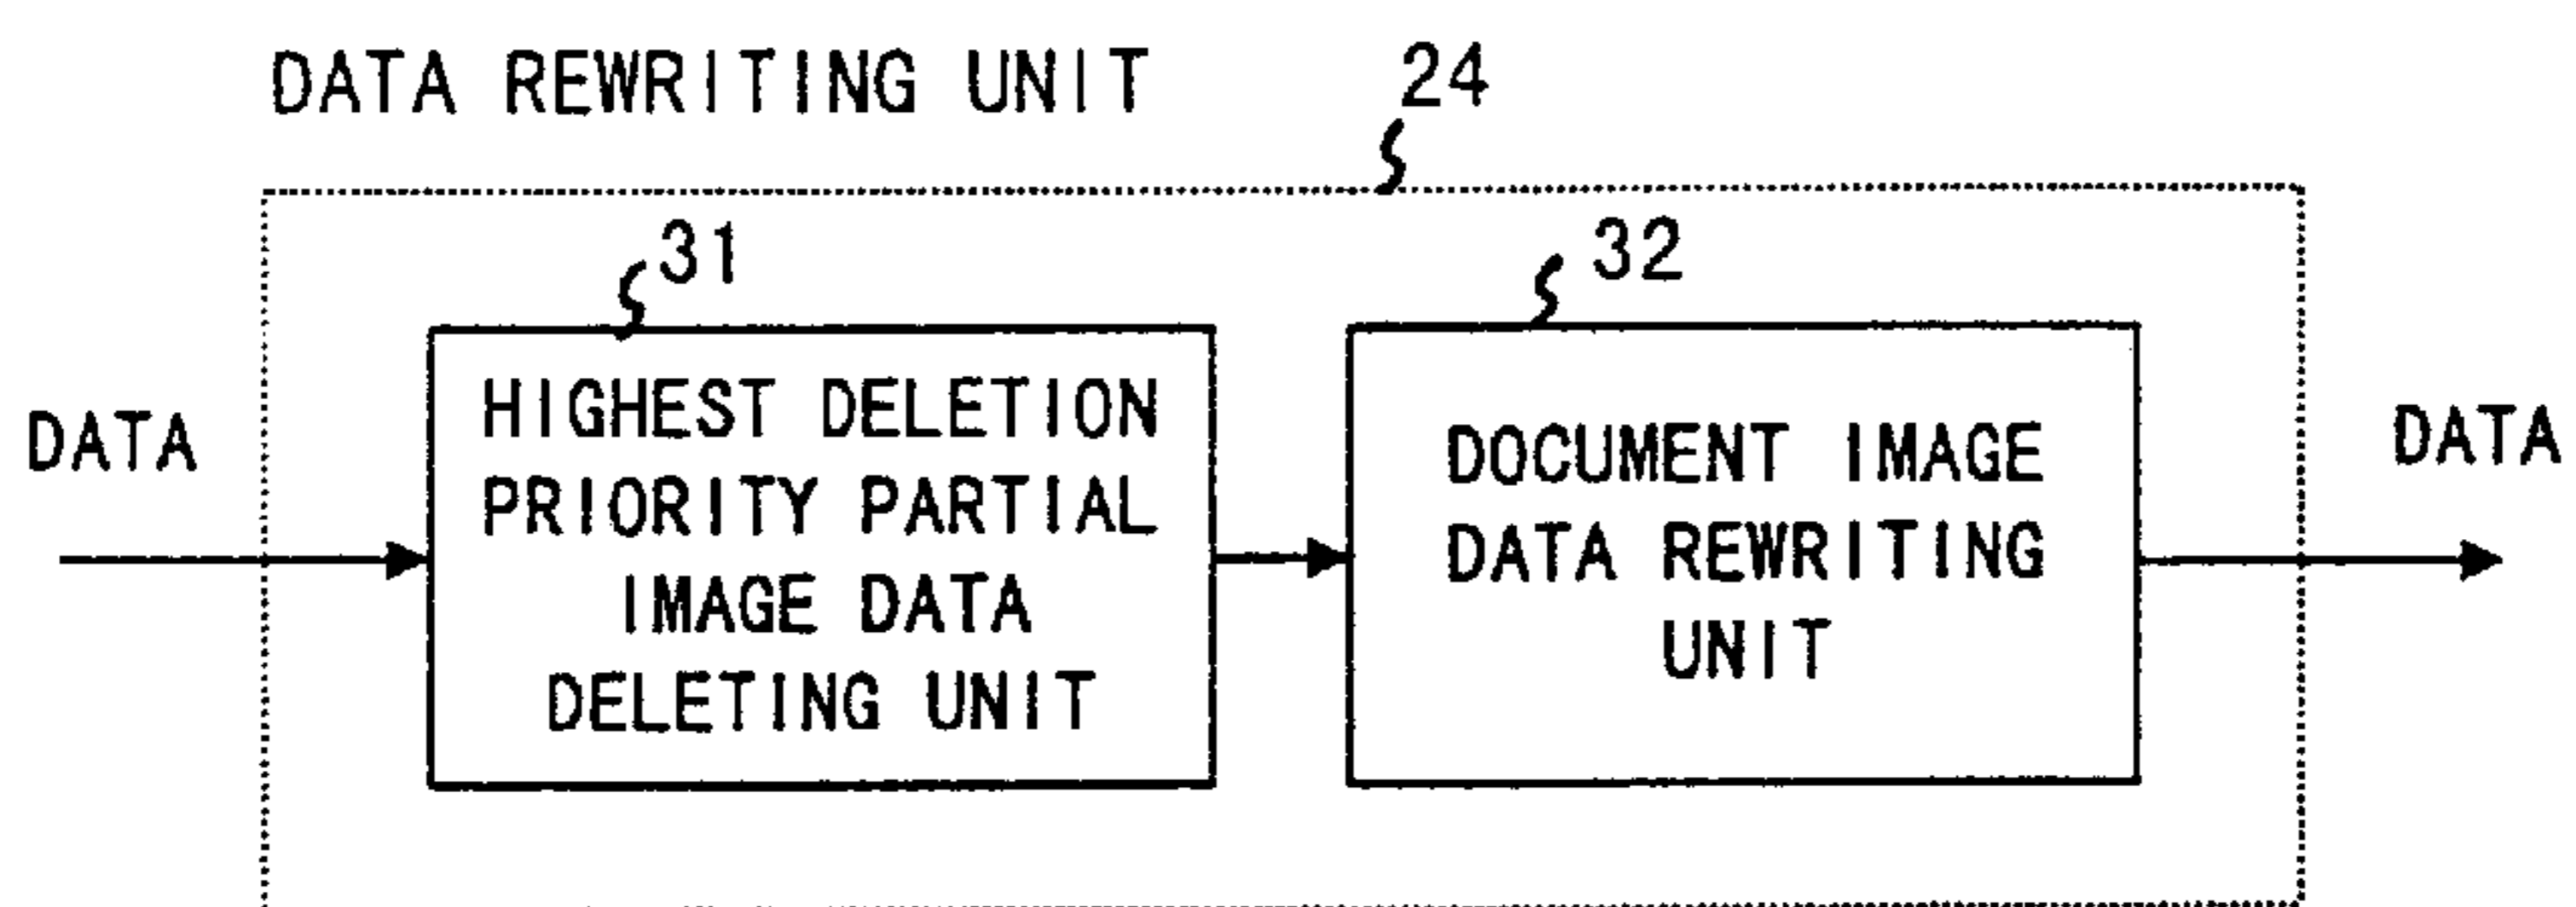 DATA REWRITING UNIT
24
31
32
DATA
HIGHEST DELETION
PRIORITY PARTIAL
IMAGE DATA
DELETING UNIT
DOCUMENT IMAGE
DATA REWRITING
UNIT
DATA